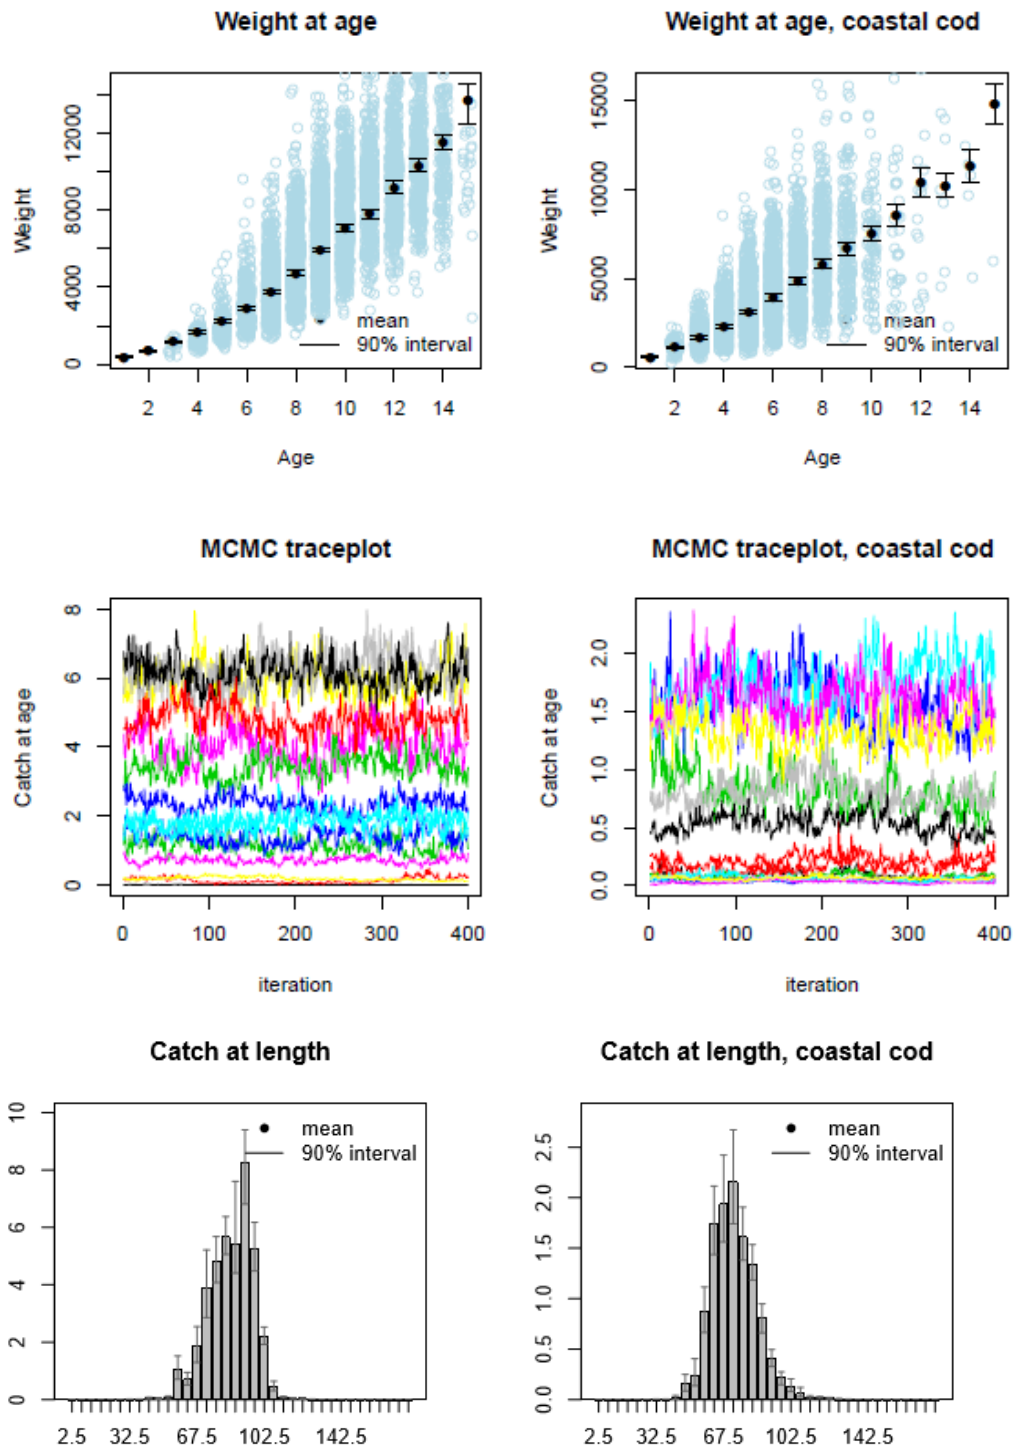 Weight at age
Weight
0 4000 8000 12000
mean
90% interval
2 4 6 8 10 12 14
Age
Weight at age, coastal cod
Weight
0 5000 10000 15000
mean
90% interval
2 4 6 8 10 12 14
Age
MCMC traceplot
Catch at age
0 2 4 6 8
0 100 200 300 400
iteration
MCMC traceplot, coastal cod
Catch at age
0.0 0.5 1.0 1.5 2.0
0 100 200 300 400
iteration
Catch at length
0 2 4 6 8 10
mean
90% interval
2.5 32.5 67.5 102.5 142.5
Catch at length, coastal cod
0.0 0.5 1.0 1.5 2.0 2.5
mean
90% interval
2.5 32.5 67.5 102.5 142.5